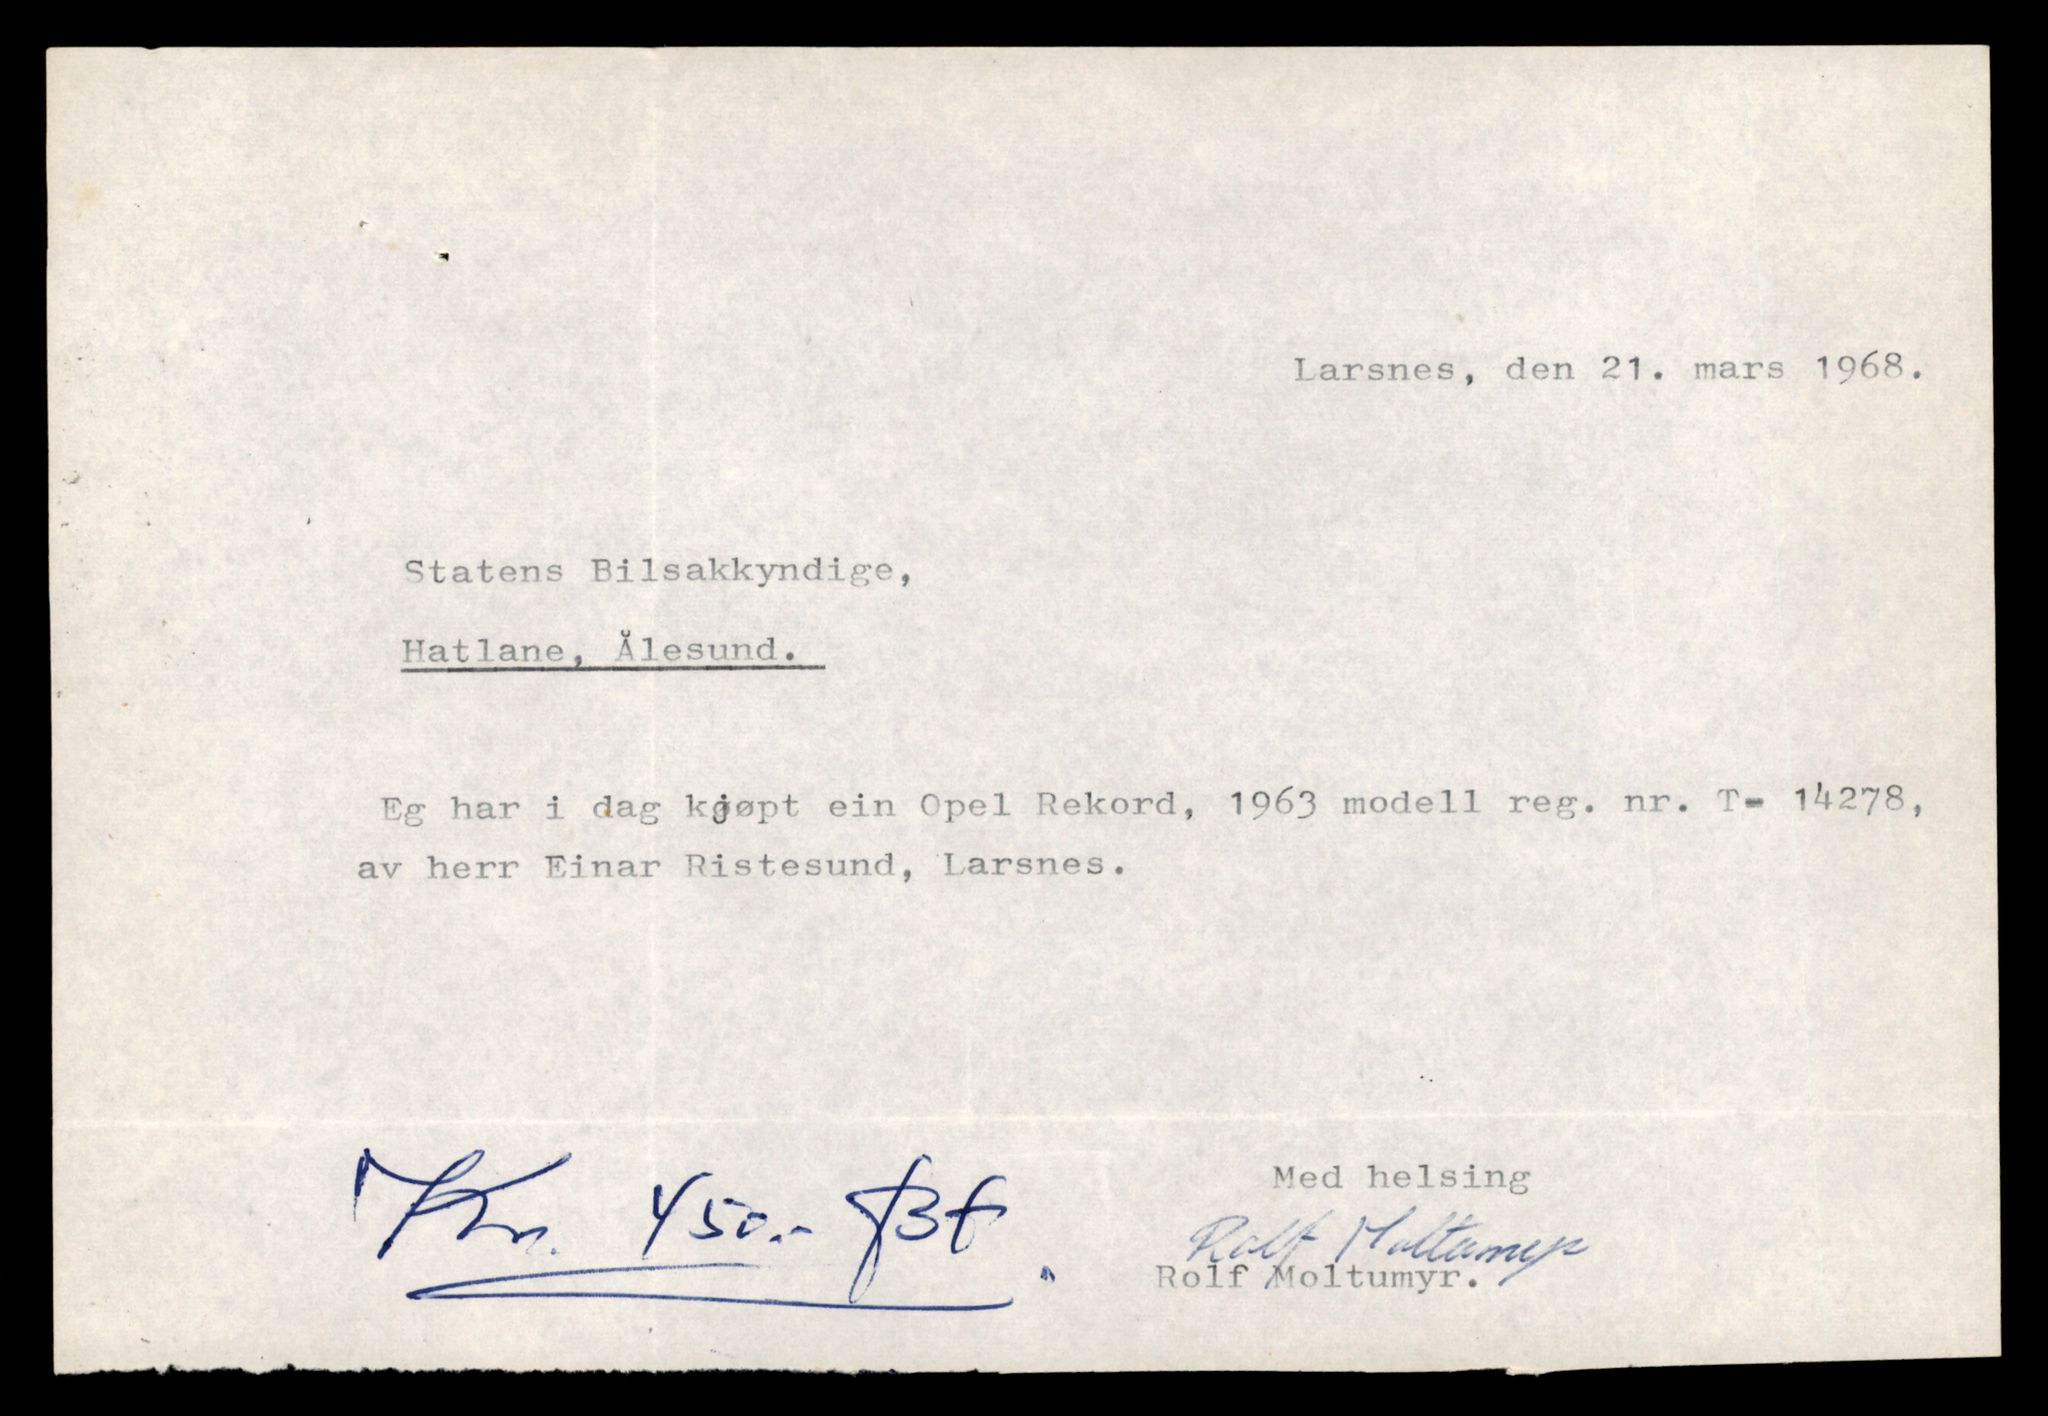 Larsnes, den 21. mars 1968.
Statens Bilsakkyndige,
Hatlane, Ålesund.
Eg har i dag kjøpt ein Opel Rekord, 1963 modell reg. nr. T- 14278,
av herr Einar Ristesund, Larsnes.
Med helsing
Kr. 450.-
Rolf Moltumyr
Rolf Moltumyr.